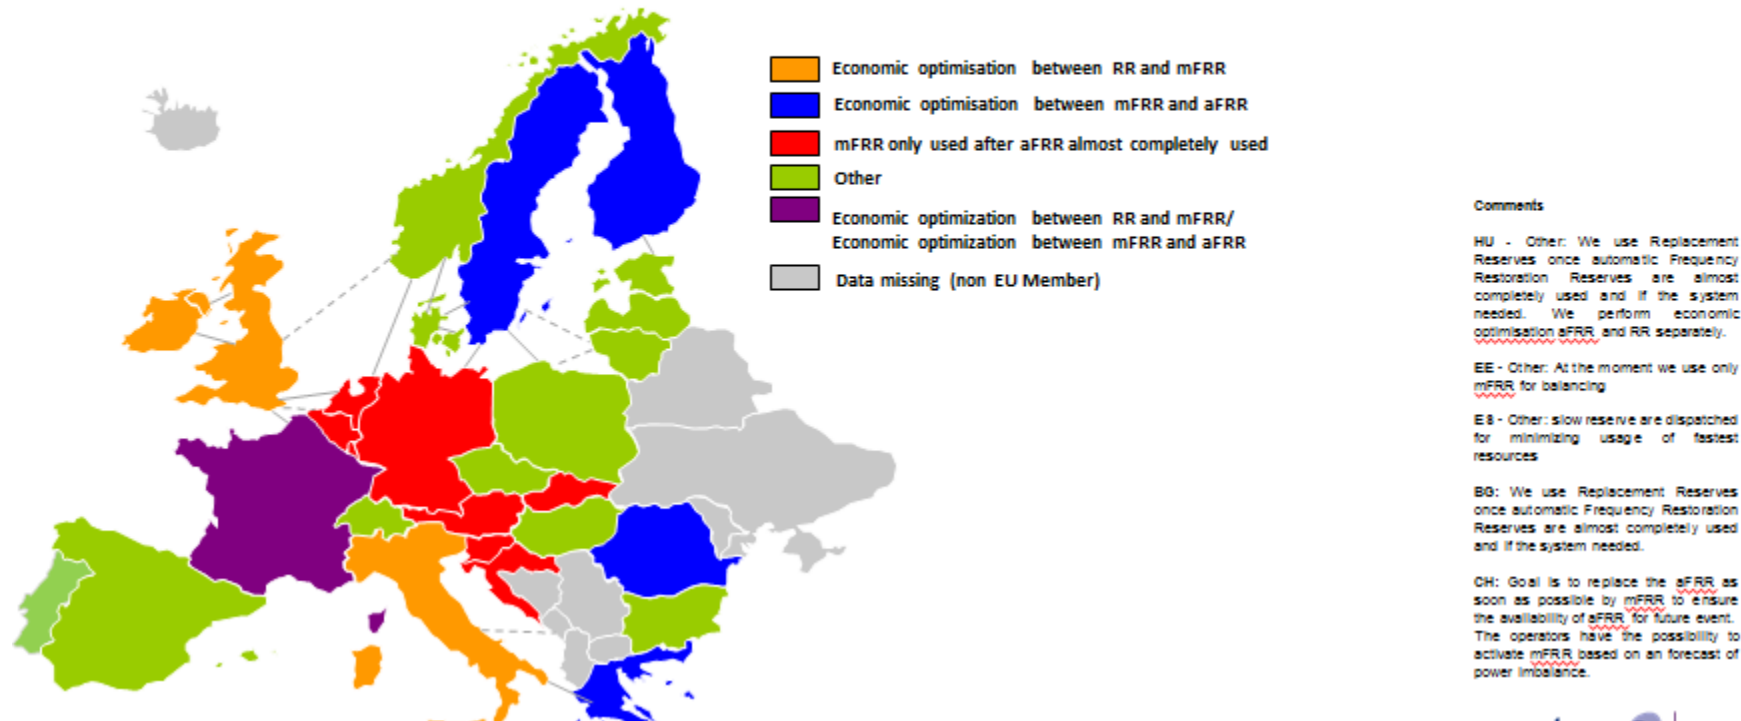 Economic optimisation between RR and mFRR
Economic optimisation between mFRR and aFRR
mFRR only used after aFRR almost completely used
Other
Economic optimization between RR and mFRR/
Economic optimization between mFRR and aFRR
Data missing (non EU Member)
Comments
HU - Other: We use Replacement
Reserves once automatic Frequency
Restoration Reserves are almost
completely used and if the system
needed. We perform economic
optimisation aFRR and RR separately.
EE - Other: At the moment we use only
mFRR for balancing
ES - Other: slow reserve are dispatched
for minimizing usage of fastest
resources
BG: We use Replacement Reserves
once automatic Frequency Restoration
Reserves are almost completely used
and if the system needed.
CH: Goal is to replace the aFRR as
soon as possible by mFRR to ensure
the availability of aFRR for future event.
The operators have the possibility to
activate mFRR based on an forecast of
power imbalance.